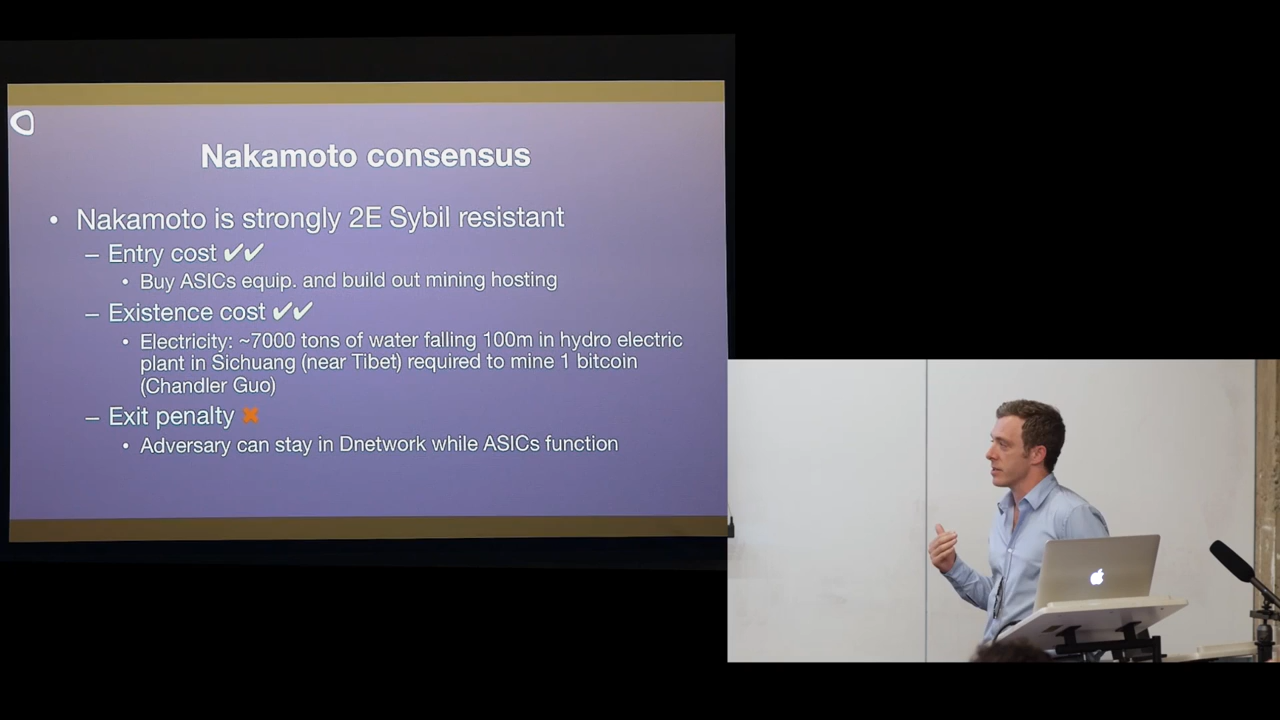 Nakamoto consensus
• Nakamoto is strongly 2E Sybil resistant
– Entry cost ✔✔
• Buy ASICs equip. and build out mining hosting
– Existence cost ✔✔
• Electricity: ~7000 tons of water falling 100m in hydro electric
plant in Sichuang (near Tibet) required to mine 1 bitcoin
(Chandler Guo)
– Exit penalty ✖
• Adversary can stay in Dnetwork while ASICs function